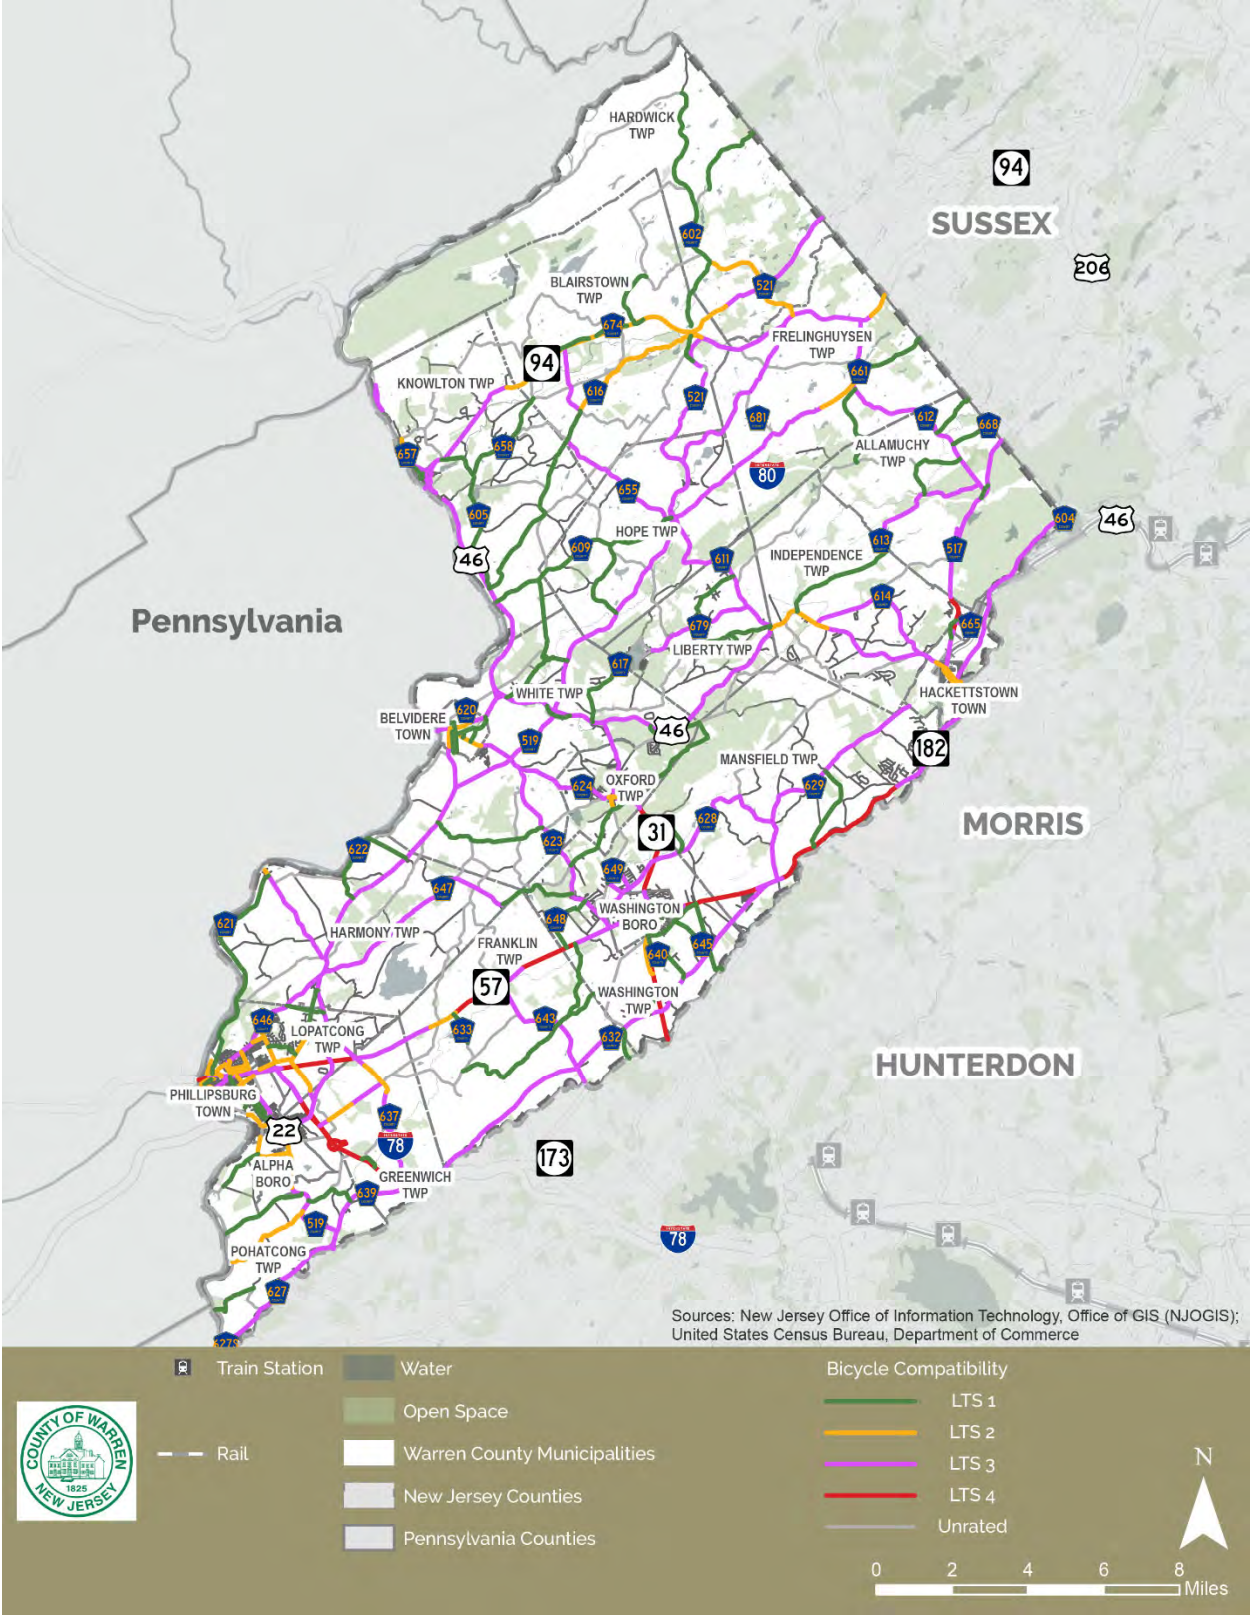 HARDWICK
TWP
94
SUSSEX
206
602
BLAIRSTOWN
TWP
521
674
94
FRELINGHUYSEN
TWP
KNOWLTON TWP
616
521
661
681
612
668
657
658
ALLAMUCHY
TWP
80
655
605
604
46
HOPE TWP
613
46
609
611
INDEPENDENCE
TWP
517
614
Pennsylvania
679
665
LIBERTY TWP
617
WHITE TWP
HACKETTSTOWN
TOWN
620
BELVIDERE
TOWN
519
46
182
MANSFIELD TWP
OXFORD
TWP
624
629
31
628
MORRIS
622
623
649
647
WASHINGTON
BORO
621
648
HARMONY TWP
FRANKLIN
TWP
645
640
57
WASHINGTON
TWP
646
LOPATCONG
TWP
633
643
632
HUNTERDON
PHILLIPSBURG
TOWN
637
22
78
173
ALPHA
BORO
GREENWICH
TWP
639
519
78
POHATCONG
TWP
627
Sources: New Jersey Office of Information Technology, Office of GIS (NJOGIS);
United States Census Bureau, Department of Commerce
Train Station
Rail
Water
Open Space
Warren County Municipalities
New Jersey Counties
Pennsylvania Counties
Bicycle Compatibility
LTS 1
LTS 2
LTS 3
LTS 4
Unrated
COUNTY OF WARREN
1825
NEW JERSEY
N
0 2 4 6 8
Miles